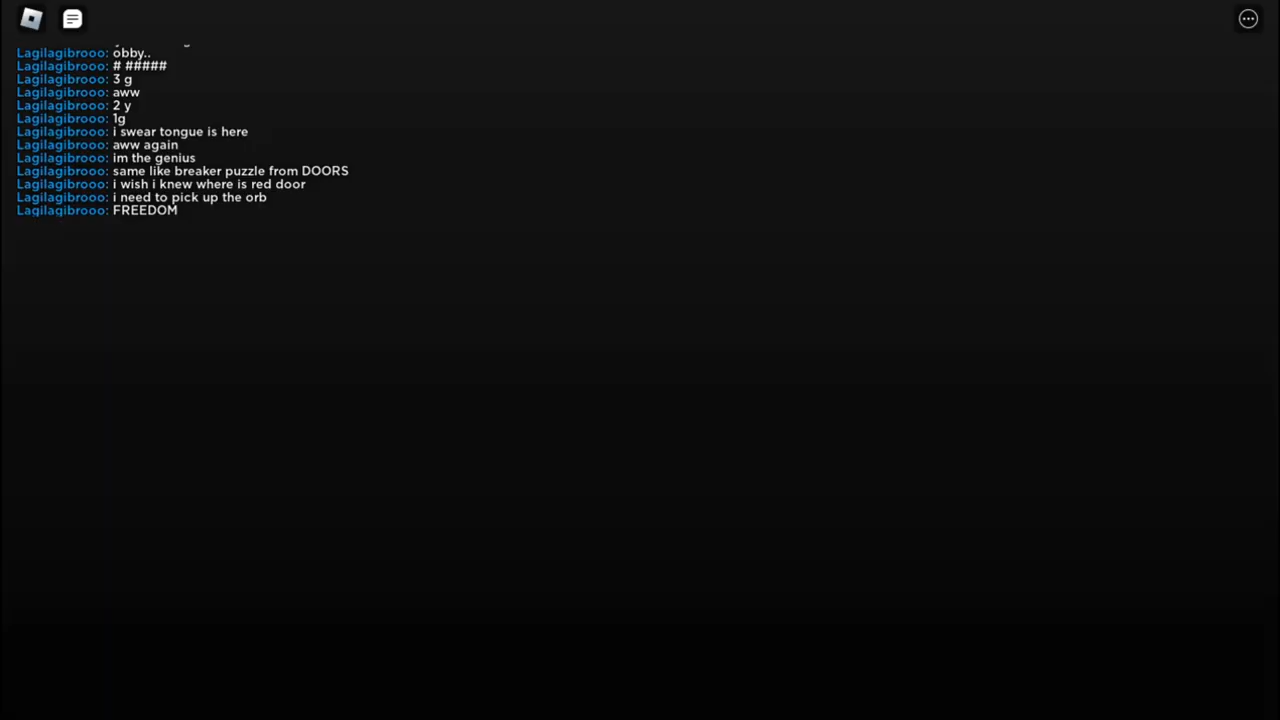 Lagilagibrooo: obby..
Lagilagibrooo: # #####
Lagilagibrooo: 3 g
Lagilagibrooo: aww
Lagilagibrooo: 2 y
Lagilagibrooo: 1g
Lagilagibrooo: i swear tongue is here
Lagilagibrooo: aww again
Lagilagibrooo: im the genius
Lagilagibrooo: same like breaker puzzle from DOORS
Lagilagibrooo: i wish i knew where is red door
Lagilagibrooo: i need to pick up the orb
Lagilagibrooo: FREEDOM